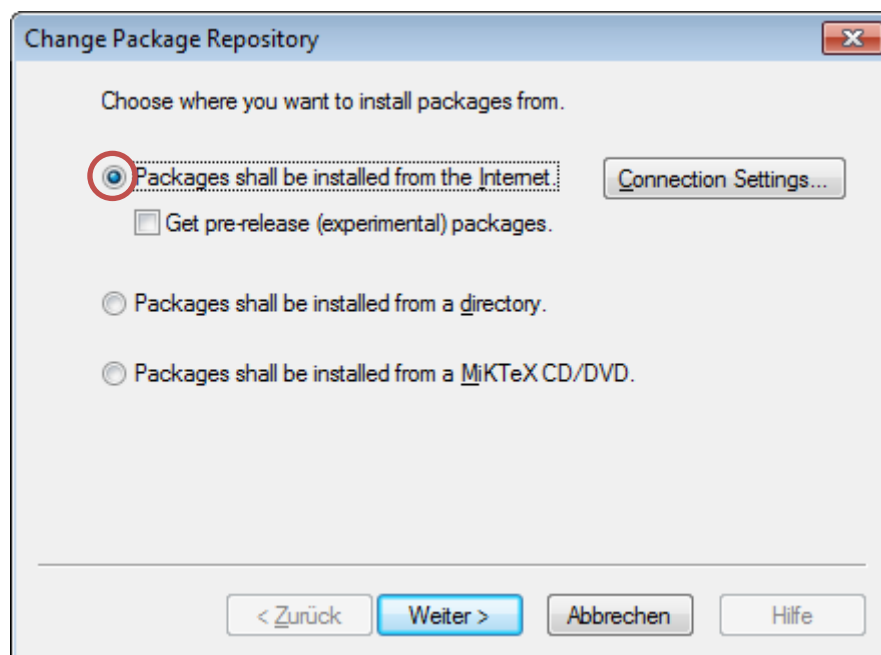 Change Package Repository
Choose where you want to install packages from.
Packages shall be installed from the Internet.
Connection Settings...
Get pre-release (experimental) packages.
Packages shall be installed from a directory.
Packages shall be installed from a MiKTeX CD/DVD.
< Zurück
Weiter >
Abbrechen
Hilfe